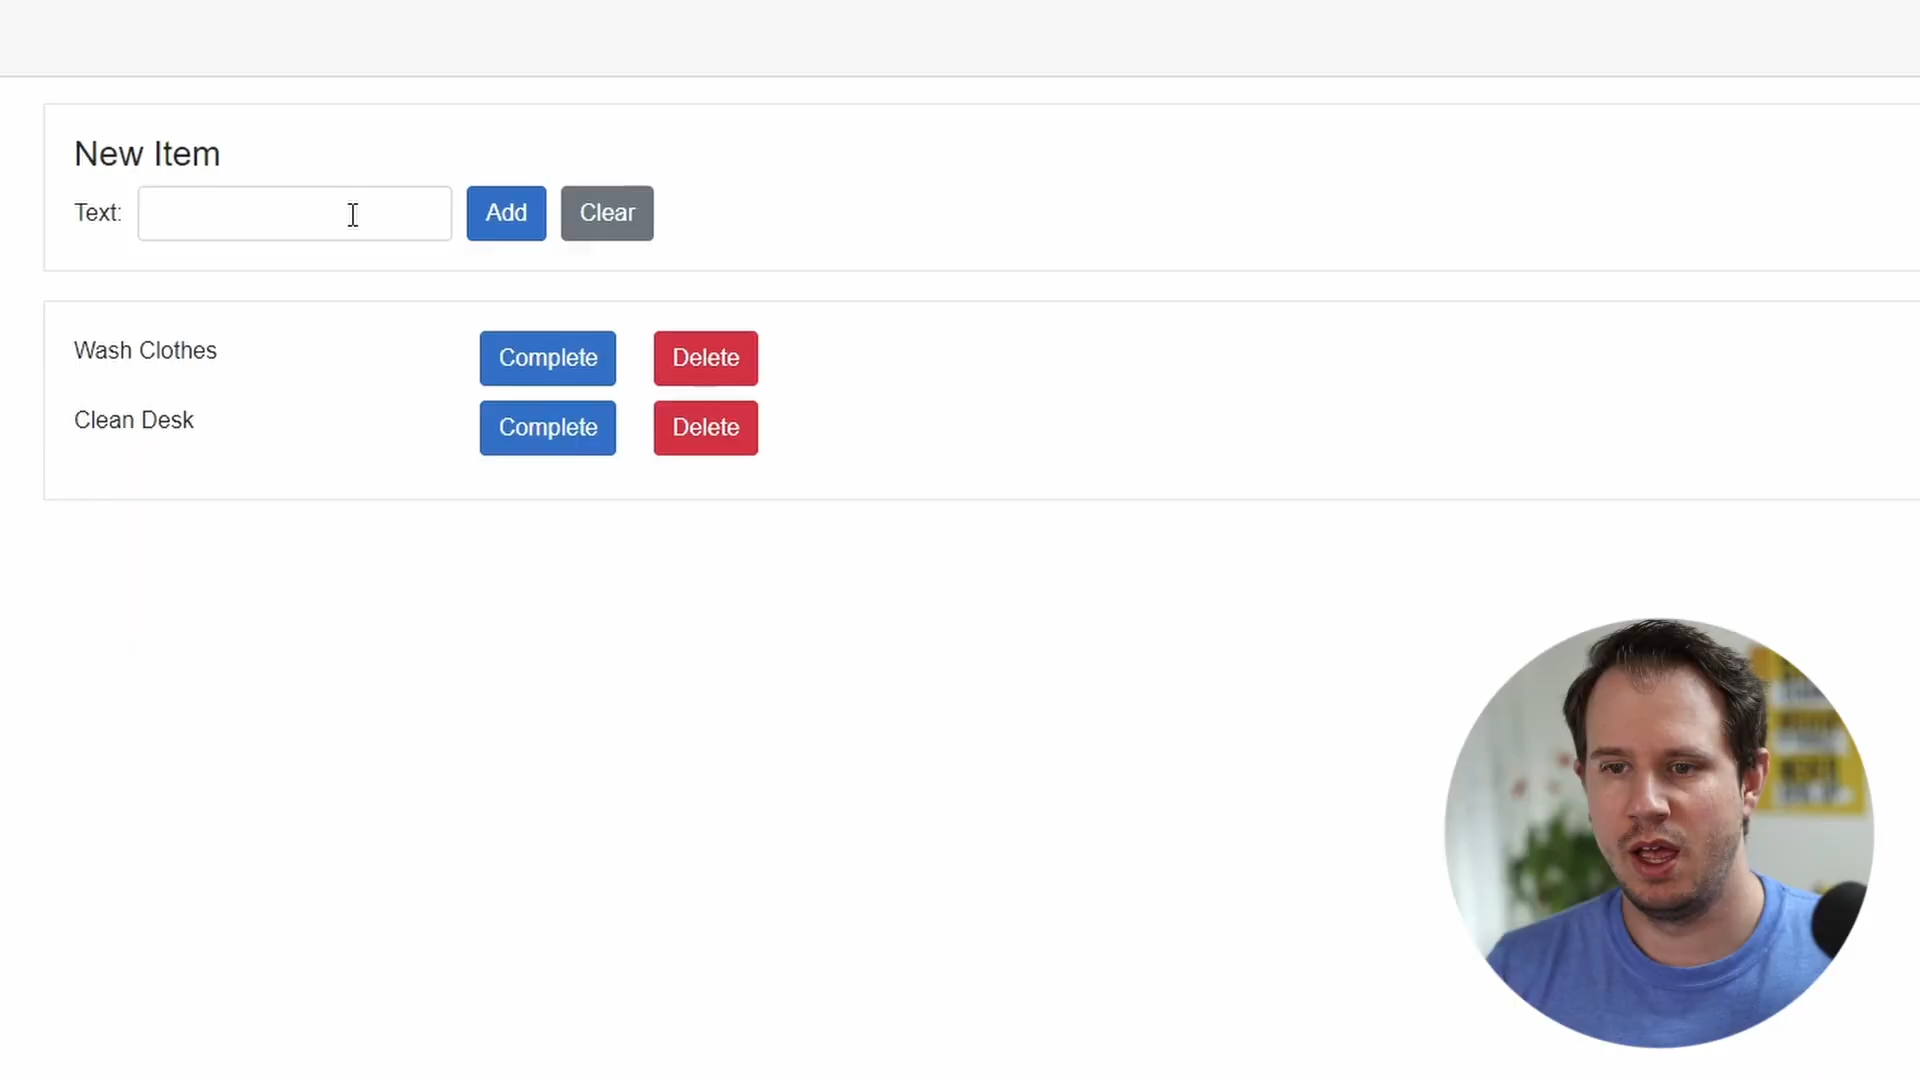 New Item
Text: Add Clear
Wash Clothes Complete Delete
Clean Desk Complete Delete